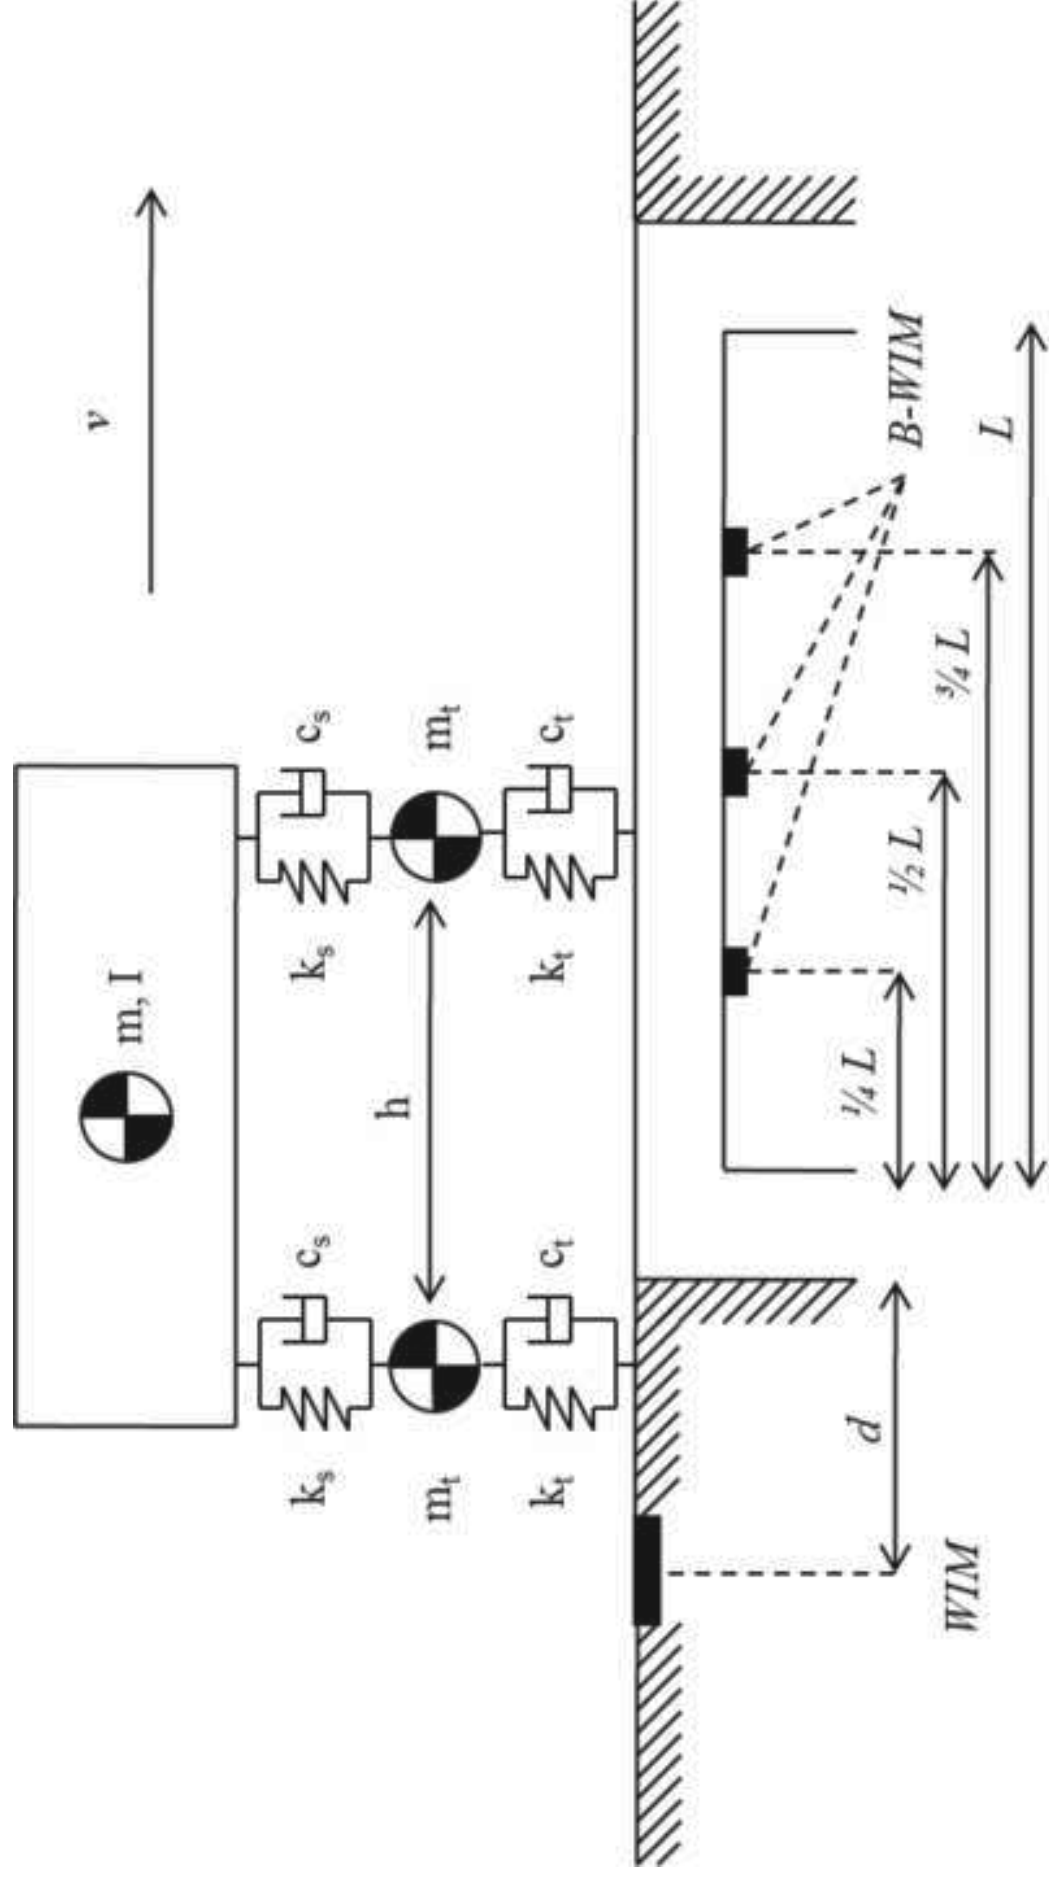 v
m, I
k_s c_s
k_s c_s
h
m_t
m_t
k_t c_t
k_t c_t
d
WIM
¼ L
½ L
¾ L
B-WIM
L